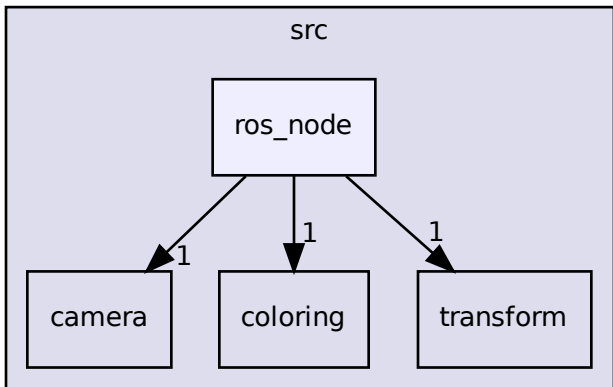 src
ros_node
1
1
1
camera
coloring
transform